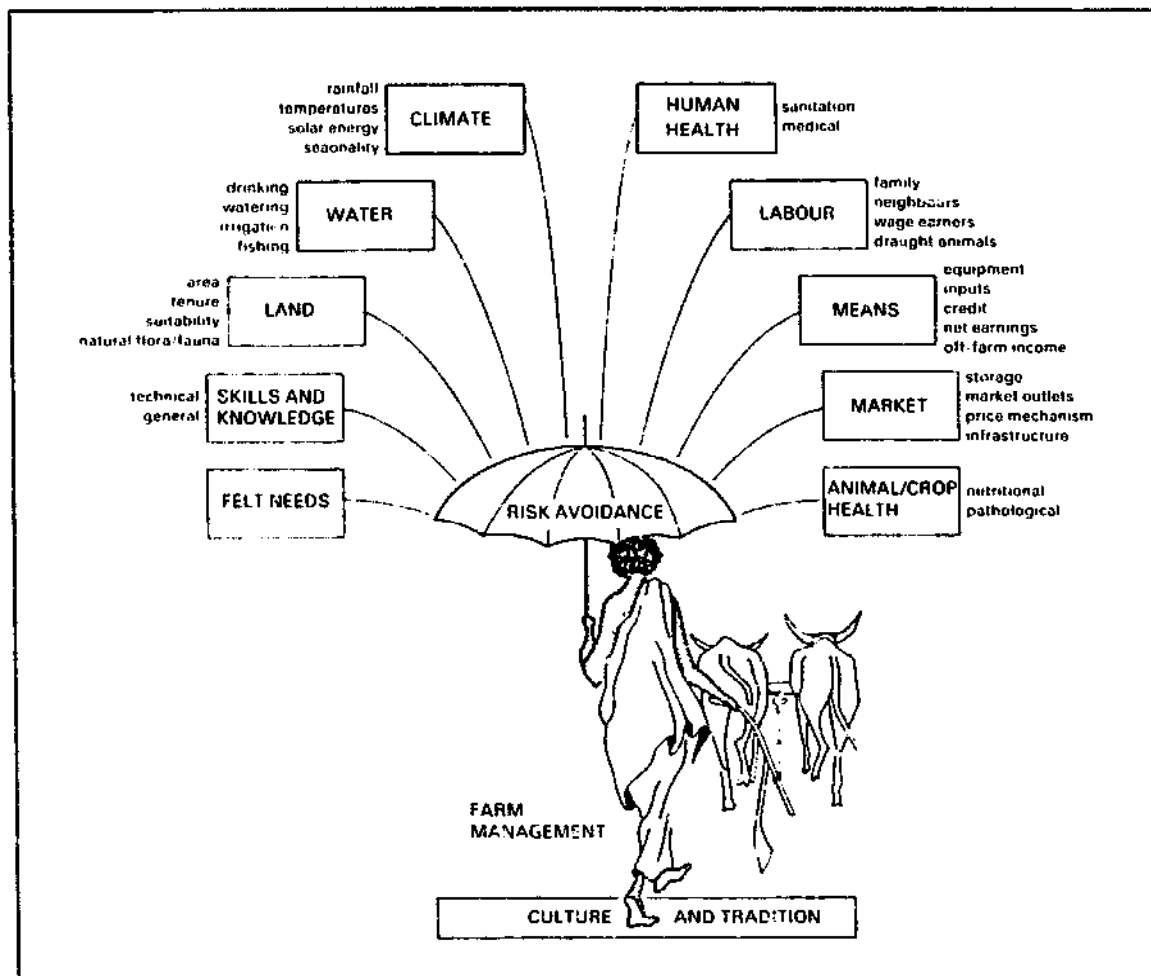 rainfall
temperatures
solar energy
seaonality
CLIMATE
HUMAN
HEALTH
sanitation
medical
drinking
watering
irrigation
fishing
WATER
LABOUR
family
neighbours
wage earners
draught animals
area
tenure
suitability
natural flora/fauna
LAND
MEANS
equipment
inputs
credit
net earnings
off-farm income
technical
general
SKILLS AND
KNOWLEDGE
MARKET
storage
market outlets
price mechanism
infrastructure
FELT NEEDS
RISK AVOIDANCE
ANIMAL/CROP
HEALTH
nutritional
pathological
FARM
MANAGEMENT
CULTURE AND TRADITION